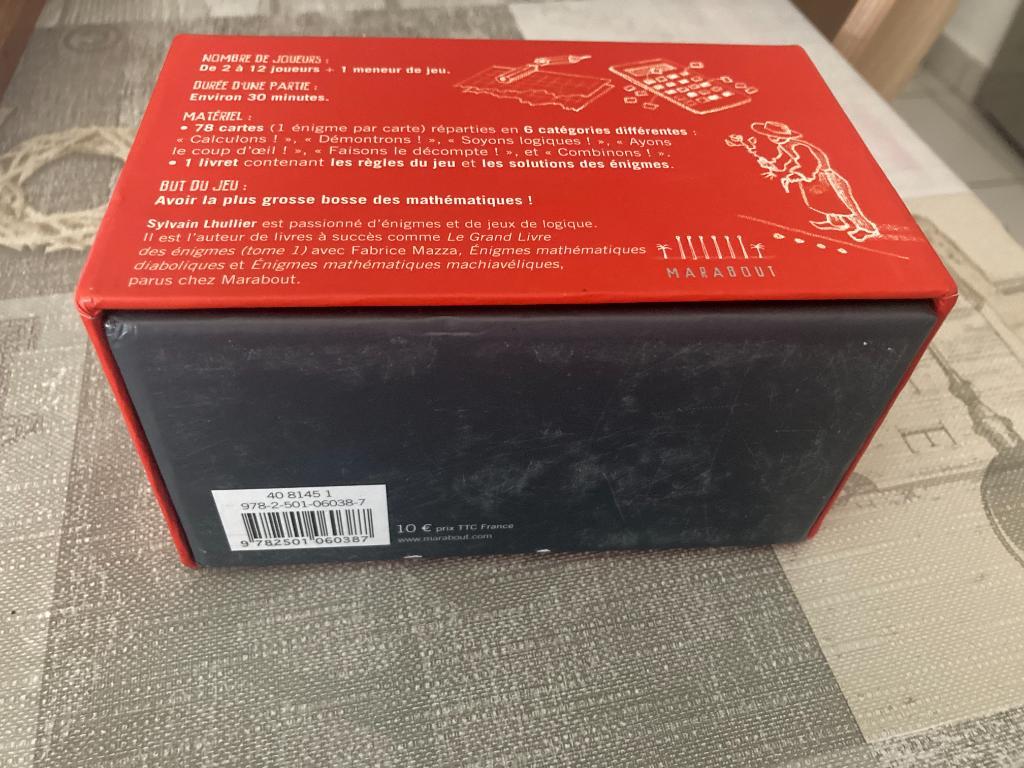 NOMBRE DE JOUEURS :
De 2 à 12 joueurs + 1 meneur de jeu.
DURÉE D'UNE PARTIE :
Environ 30 minutes.
MATÉRIEL :
• 78 cartes (1 énigme par carte) réparties en 6 catégories différentes :
« Calculons ! », « Démontrons ! », « Soyons logiques ! », « Ayons
le coup d'œil ! », « Faisons le décompte ! », et « Combinons ! ».
• 1 livret contenant les règles du jeu et les solutions des énigmes.
BUT DU JEU :
Avoir la plus grosse bosse des mathématiques !
Sylvain Lhullier est passionné d'énigmes et de jeux de logique.
Il est l'auteur de livres à succès comme Le Grand Livre
des énigmes (tome 1) avec Fabrice Mazza, Énigmes mathématiques
diaboliques et Énigmes mathématiques machiavéliques,
parus chez Marabout.
MARABOUT
40 8145 1
978-2-501-06038-7
9 782501 060387
10 € prix TTC France
www.marabout.com